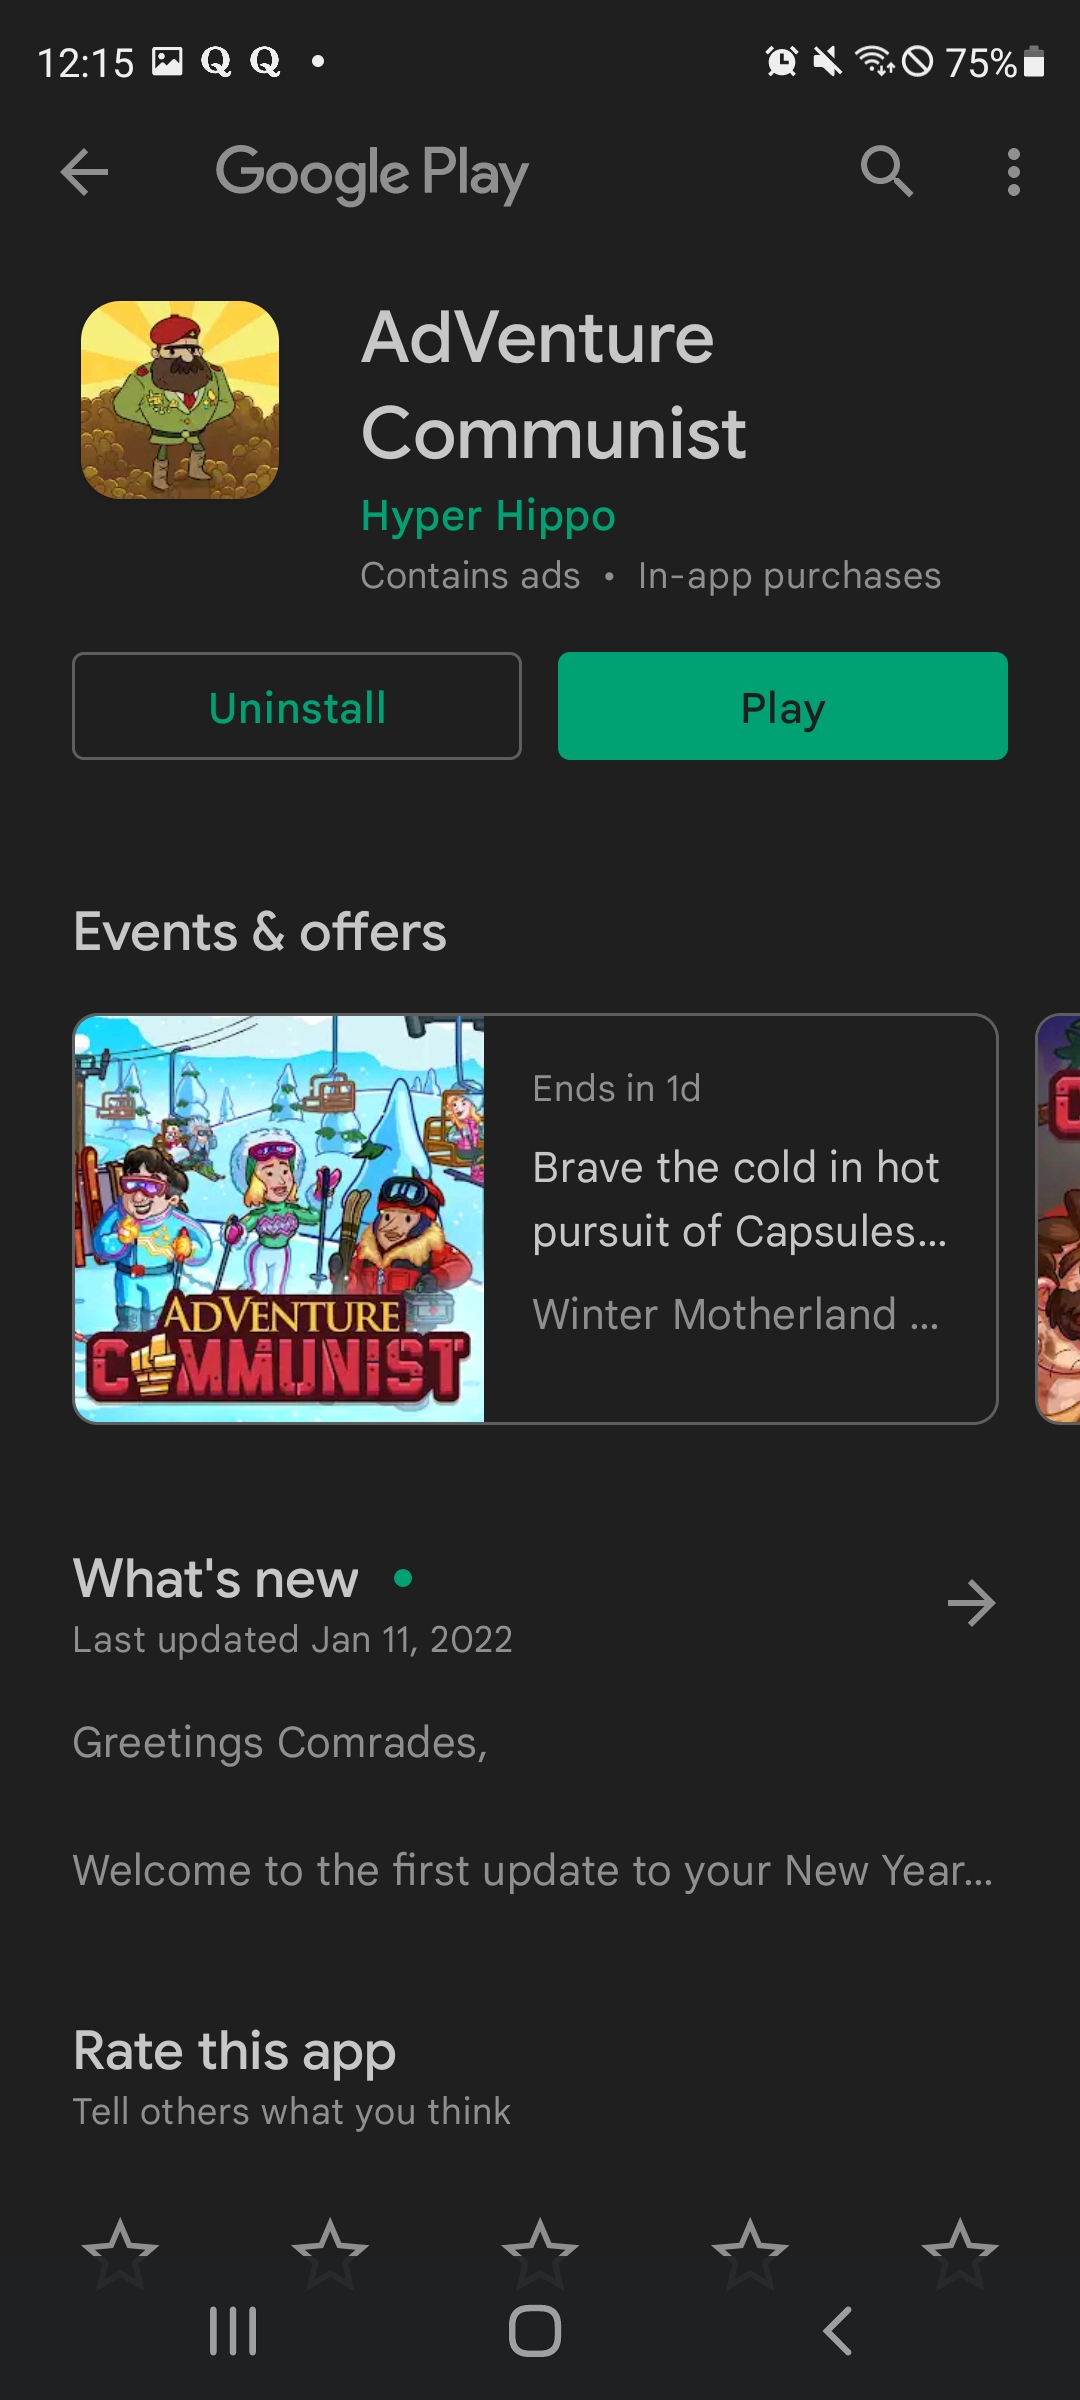 12:15 Q Q 75%
Google Play
AdVenture
Communist
Hyper Hippo
Contains ads • In-app purchases
Uninstall
Play
Events & offers
ADVENTURE
COMMUNIST
Ends in 1d
Brave the cold in hot
pursuit of Capsules...
Winter Motherland ...
What's new
Last updated Jan 11, 2022
Greetings Comrades,
Welcome to the first update to your New Year...
Rate this app
Tell others what you think